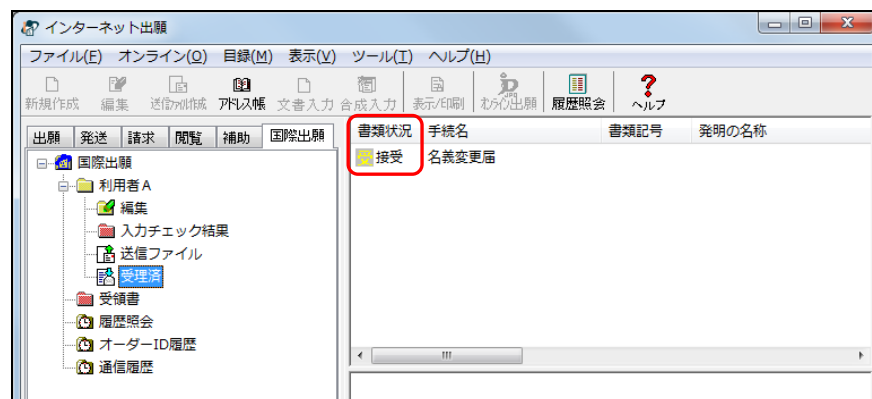 インターネット出願
ファイル(F) オンライン(O) 目録(M) 表示(V) ツール(T) ヘルプ(H)
新規作成 編集 送信ファイル作成 アドレス帳 文書入力 合成入力 表示/印刷 オンライン出願 履歴照会 ヘルプ
出願 発送 請求 閲覧 補助 国際出願
書類状況 手続名 書類記号 発明の名称
受 接受 名義変更届
国際出願
利用者A
編集
入力チェック結果
送信ファイル
受理済
受領書
履歴照会
オーダーID履歴
通信履歴